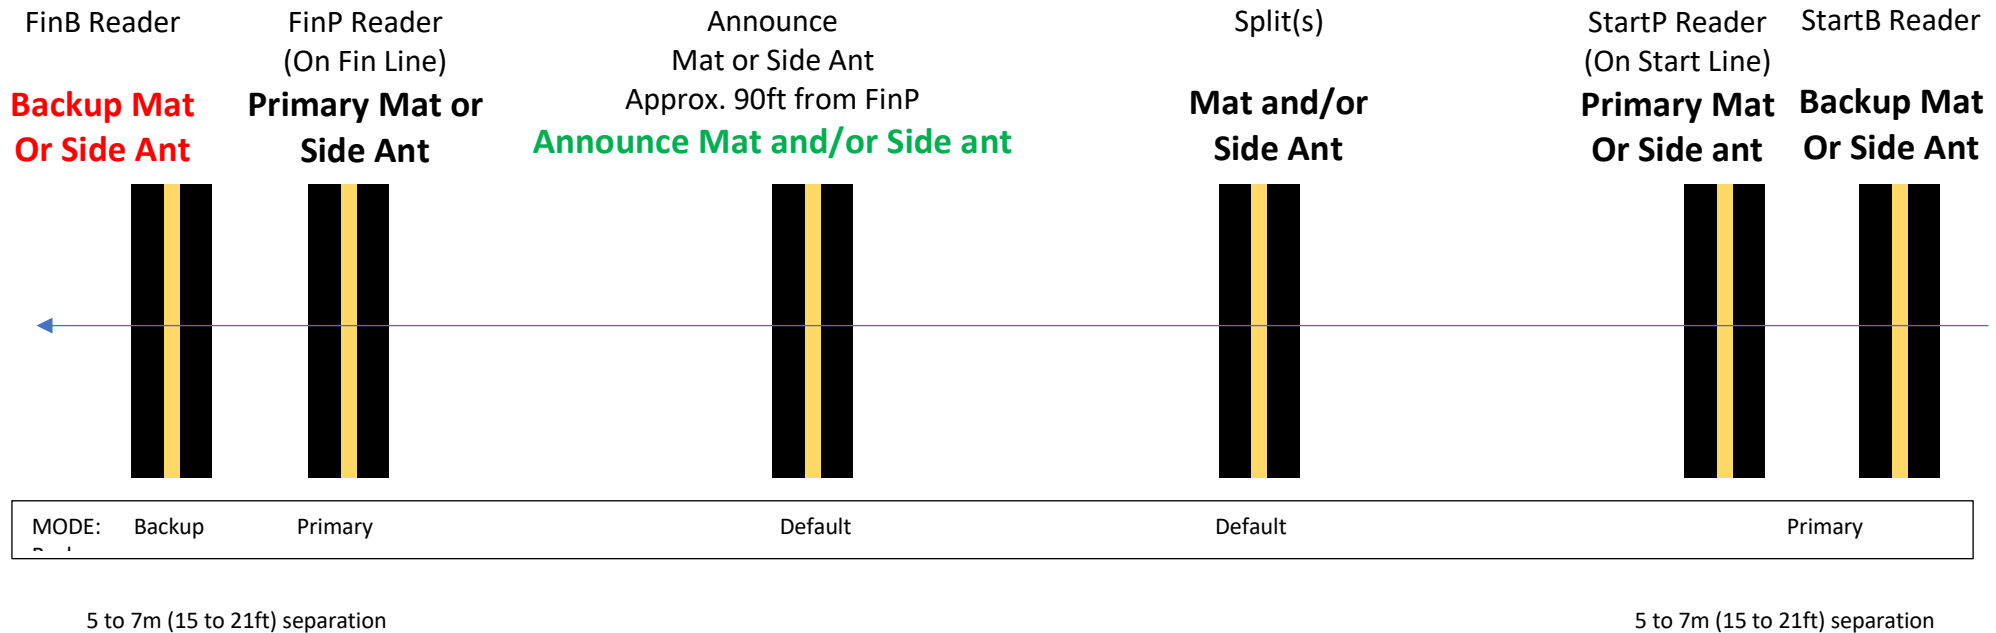 FinB Reader
Backup Mat
Or Side Ant
FinP Reader
(On Fin Line)
Primary Mat or
Side Ant
Announce
Mat or Side Ant
Approx. 90ft from FinP
Announce Mat and/or Side ant
Split(s)
Mat and/or
Side Ant
StartP Reader
(On Start Line)
Primary Mat
Or Side ant
StartB Reader
Backup Mat
Or Side Ant
MODE: Backup Primary Default Default Primary
5 to 7m (15 to 21ft) separation
5 to 7m (15 to 21ft) separation